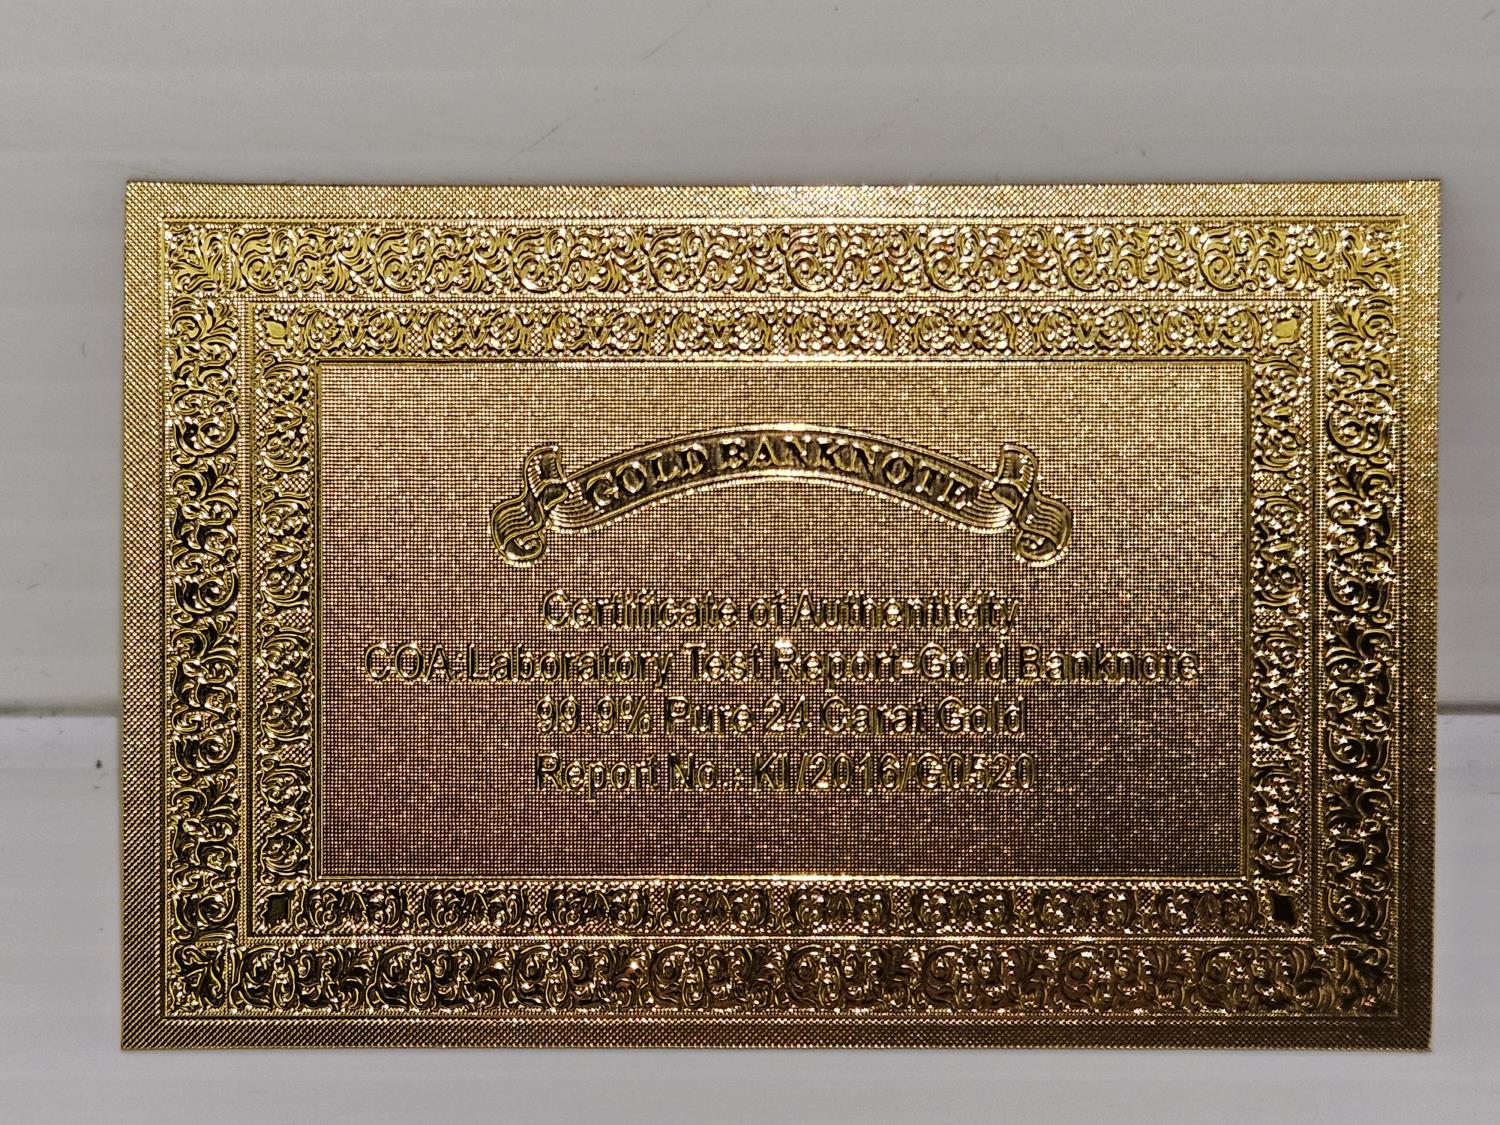 GOLD BANKNOTE
Certificate of Authenticity
COA:Laboratory Test Report-Gold Banknote
99.9% Pure 24 Carat Gold
Report No.: KI/2016/G0520